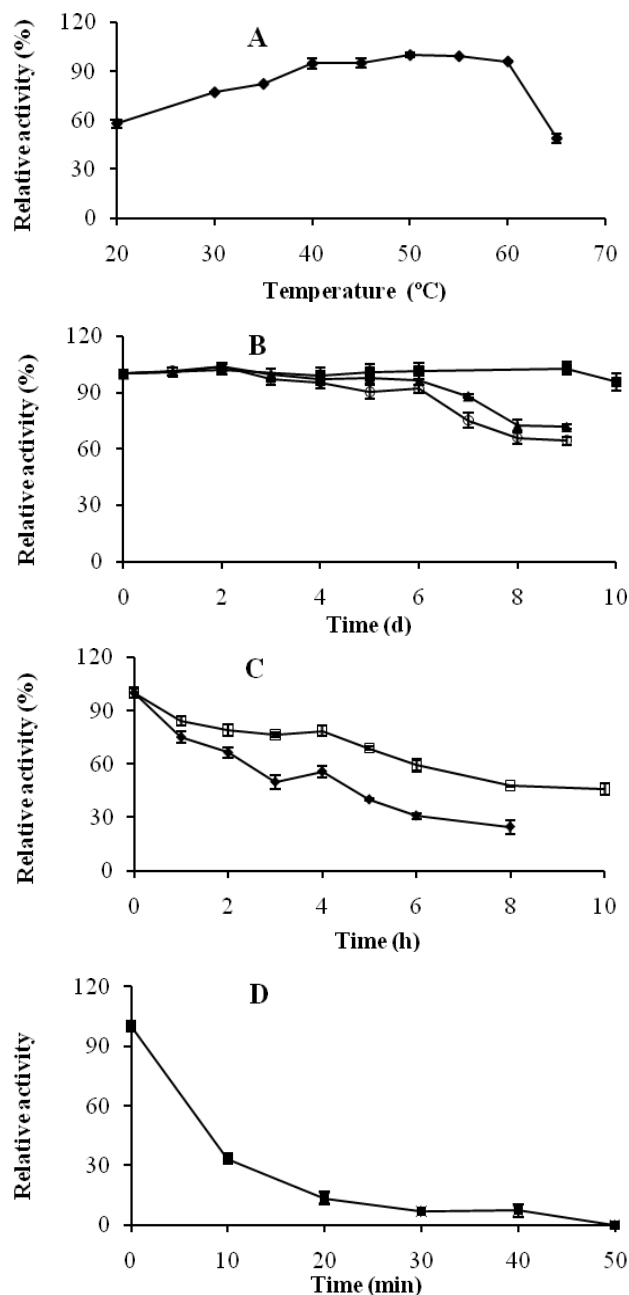 A
Relative activity (%)
120
90
60
30
0
20 30 40 50 60 70
Temperature (ºC)
B
Relative activity (%)
120
90
60
30
0
0 2 4 6 8 10
Time (d)
C
Relative activity (%)
120
90
60
30
0
0 2 4 6 8 10
Time (h)
D
Relative activity
120
90
60
30
0
0 10 20 30 40 50
Time (min)